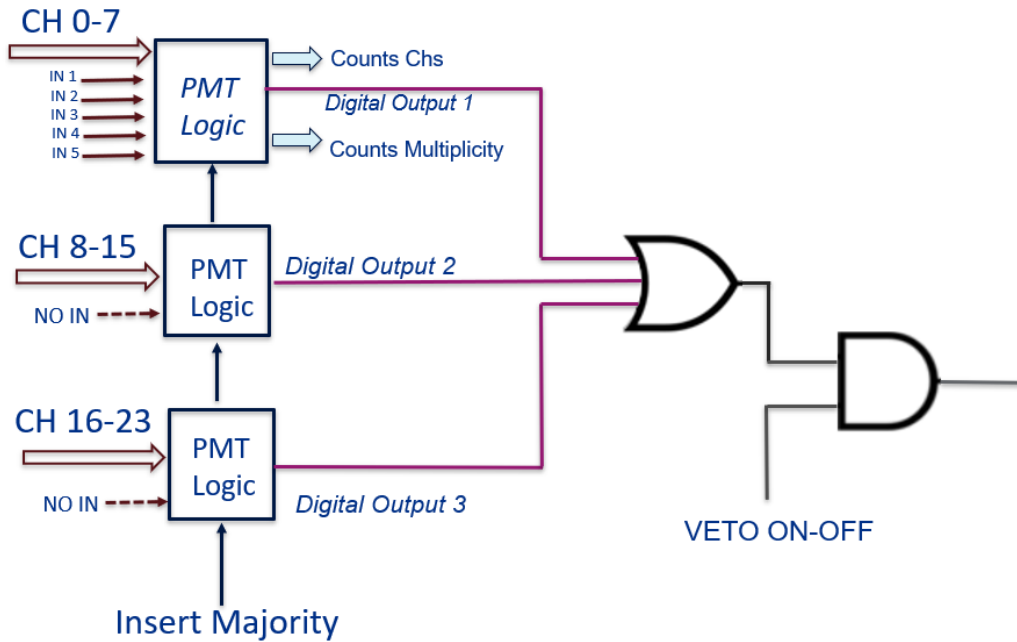 CH 0-7
IN 1
IN 2
IN 3
IN 4
IN 5
PMT
Logic
Counts Chs
Digital Output 1
Counts Multiplicity
CH 8-15
NO IN
PMT
Logic
Digital Output 2
CH 16-23
NO IN
PMT
Logic
Digital Output 3
VETO ON-OFF
Insert Majority